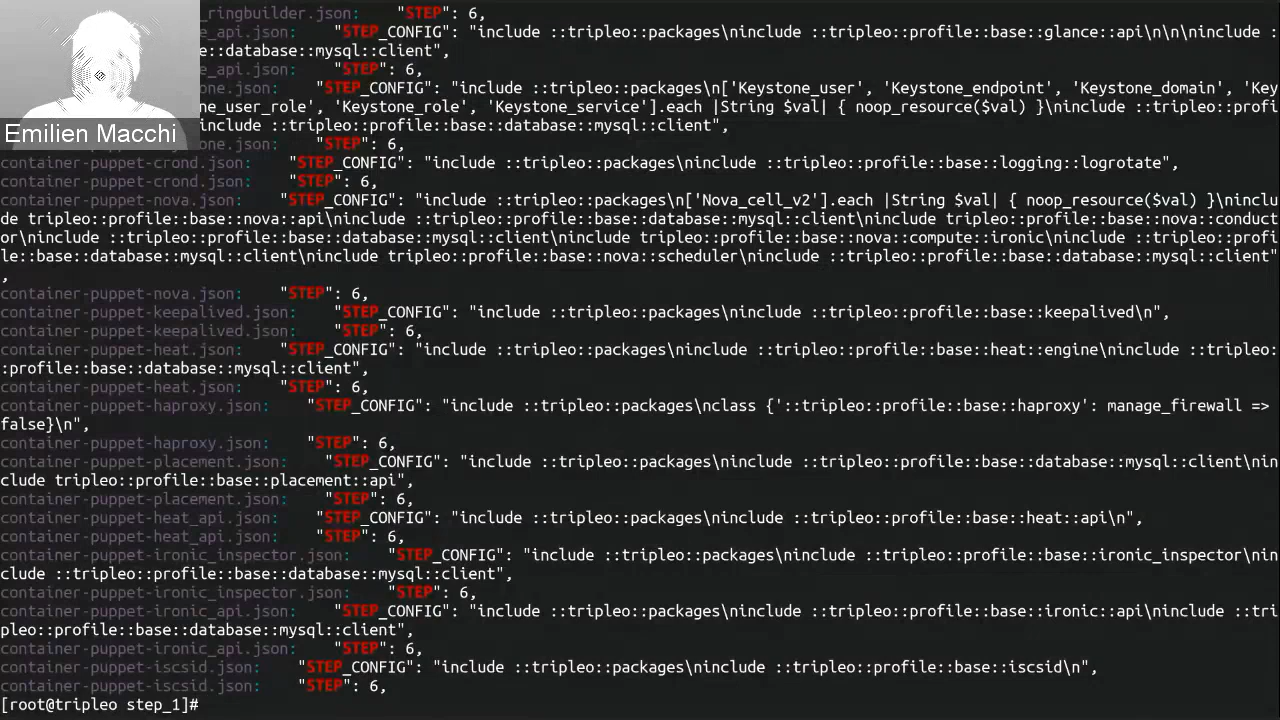 _ringbuilder.json:    "STEP": 6,
e_api.json:    "STEP_CONFIG": "include ::tripleo::packages\ninclude ::tripleo::profile::base::glance::api\n\n\ninclude :
e::database::mysql::client",
e_api.json:    "STEP": 6,
one.json:    "STEP_CONFIG": "include ::tripleo::packages\n['Keystone_user', 'Keystone_endpoint', 'Keystone_domain', 'Key
one_user_role', 'Keystone_role', 'Keystone_service'].each |String $val| { noop_resource($val) }\ninclude ::tripleo::profi
include ::tripleo::profile::base::database::mysql::client",
Emilien Macchi
one.json:    "STEP": 6,
container-puppet-crond.json:    "STEP_CONFIG": "include ::tripleo::packages\ninclude ::tripleo::profile::base::logging::logrotate",
container-puppet-crond.json:    "STEP": 6,
container-puppet-nova.json:    "STEP_CONFIG": "include ::tripleo::packages\n['Nova_cell_v2'].each |String $val| { noop_resource($val) }\ninclu
de tripleo::profile::base::nova::api\ninclude ::tripleo::profile::base::database::mysql::client\ninclude tripleo::profile::base::nova::conduct
or\ninclude ::tripleo::profile::base::database::mysql::client\ninclude tripleo::profile::base::nova::compute::ironic\ninclude ::tripleo::profi
le::base::database::mysql::client\ninclude tripleo::profile::base::nova::scheduler\ninclude ::tripleo::profile::base::database::mysql::client"
,
container-puppet-nova.json:    "STEP": 6,
container-puppet-keepalived.json:    "STEP_CONFIG": "include ::tripleo::packages\ninclude ::tripleo::profile::base::keepalived\n",
container-puppet-keepalived.json:    "STEP": 6,
container-puppet-heat.json:    "STEP_CONFIG": "include ::tripleo::packages\ninclude ::tripleo::profile::base::heat::engine\ninclude ::tripleo:
:profile::base::database::mysql::client",
container-puppet-heat.json:    "STEP": 6,
container-puppet-haproxy.json:    "STEP_CONFIG": "include ::tripleo::packages\nclass {'::tripleo::profile::base::haproxy': manage_firewall =>
false}\n",
container-puppet-haproxy.json:    "STEP": 6,
container-puppet-placement.json:    "STEP_CONFIG": "include ::tripleo::packages\ninclude ::tripleo::profile::base::database::mysql::client\nin
clude tripleo::profile::base::placement::api",
container-puppet-placement.json:    "STEP": 6,
container-puppet-heat_api.json:    "STEP_CONFIG": "include ::tripleo::packages\ninclude ::tripleo::profile::base::heat::api\n",
container-puppet-heat_api.json:    "STEP": 6,
container-puppet-ironic_inspector.json:    "STEP_CONFIG": "include ::tripleo::packages\ninclude ::tripleo::profile::base::ironic_inspector\nin
clude ::tripleo::profile::base::database::mysql::client",
container-puppet-ironic_inspector.json:    "STEP": 6,
container-puppet-ironic_api.json:    "STEP_CONFIG": "include ::tripleo::packages\ninclude ::tripleo::profile::base::ironic::api\ninclude ::tri
pleo::profile::base::database::mysql::client",
container-puppet-ironic_api.json:    "STEP": 6,
container-puppet-iscsid.json:    "STEP_CONFIG": "include ::tripleo::packages\ninclude ::tripleo::profile::base::iscsid\n",
container-puppet-iscsid.json:    "STEP": 6,
[root@tripleo step_1]#